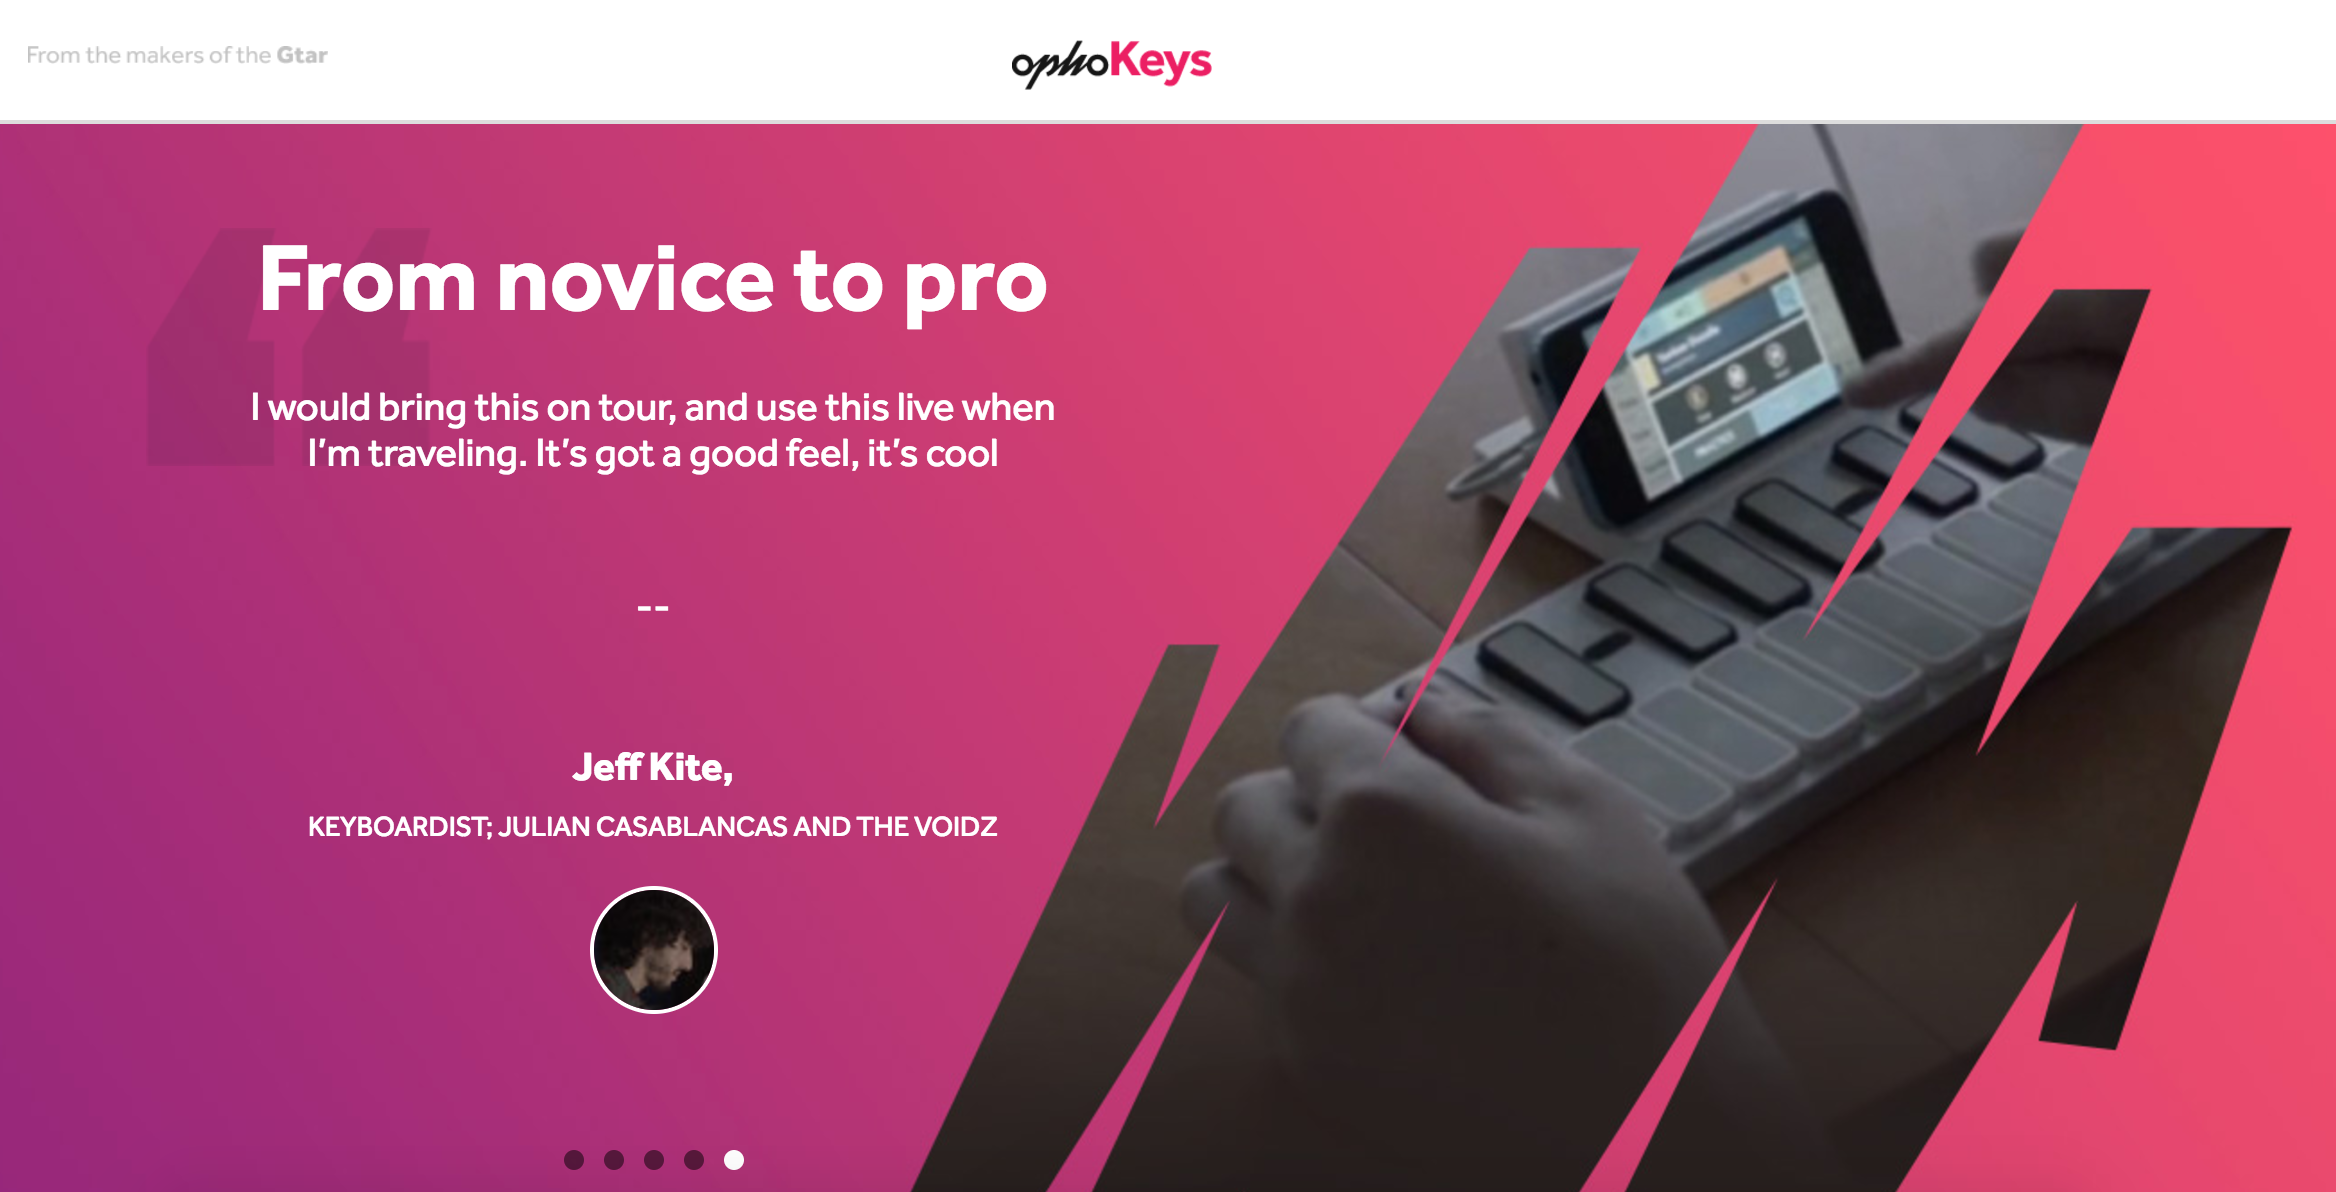 From the makers of the Gtar
ophoKeys
From novice to pro
I would bring this on tour, and use this live when
I'm traveling. It's got a good feel, it's cool
--
Jeff Kite,
KEYBOARDIST; JULIAN CASABLANCAS AND THE VOIDZ